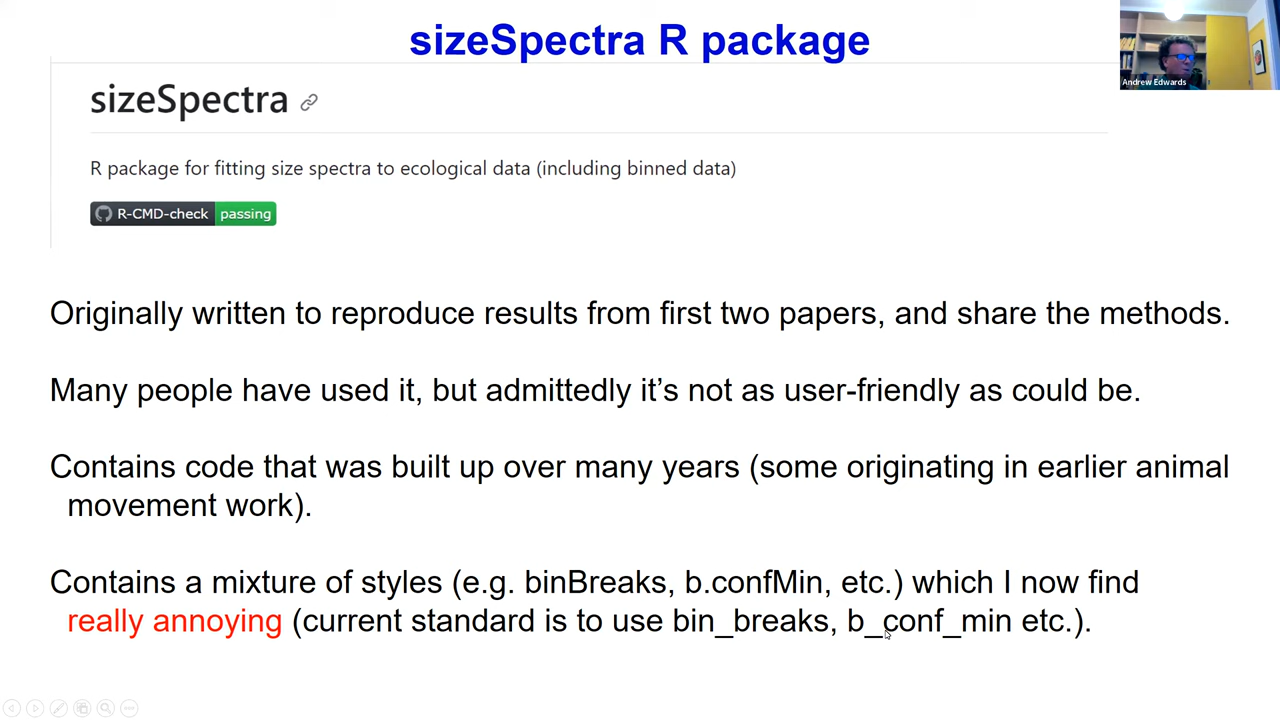 sizeSpectra R package
Andrew Edwards
sizeSpectra
R package for fitting size spectra to ecological data (including binned data)
R-CMD-check passing
Originally written to reproduce results from first two papers, and share the methods.
Many people have used it, but admittedly it's not as user-friendly as could be.
Contains code that was built up over many years (some originating in earlier animal
movement work).
Contains a mixture of styles (e.g. binBreaks, b.confMin, etc.) which I now find
really annoying (current standard is to use bin_breaks, b_conf_min etc.).